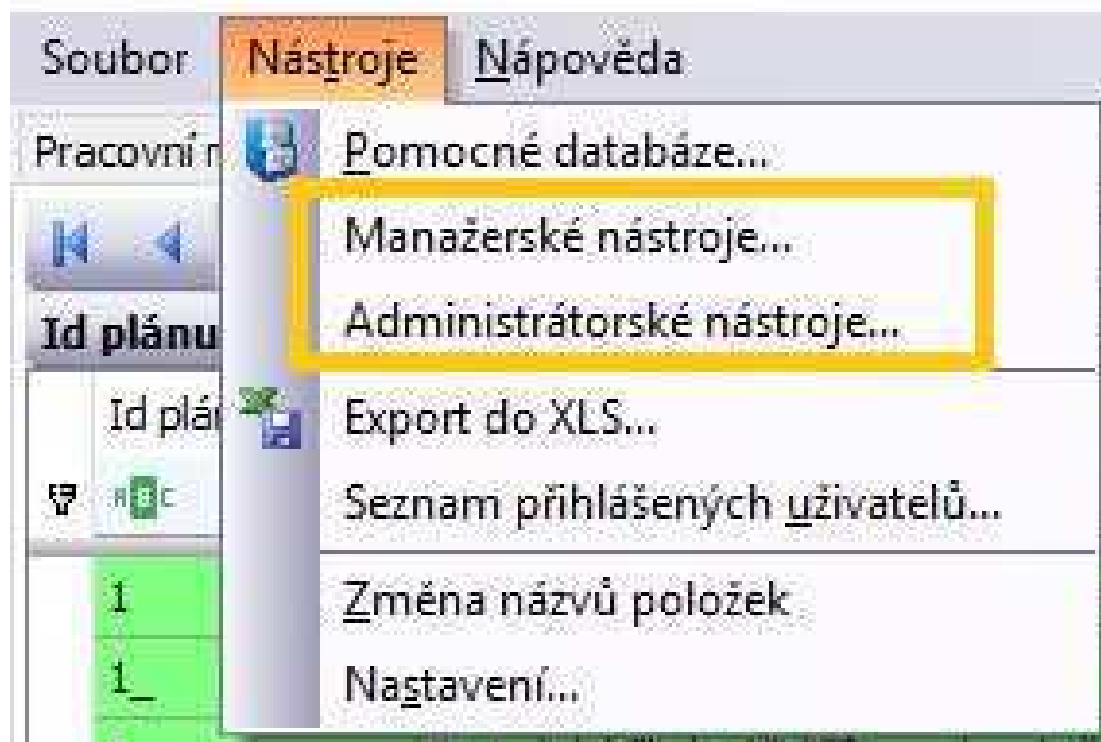 Soubor Nástroje Nápověda
Pracovní
Pomocné databáze...
Manažerské nástroje...
Administrátorské nástroje...
Id plánu
Id plá
Export do XLS...
Seznam přihlášených uživatelů...
1
Změna názvů položek
1_
Nastavení...